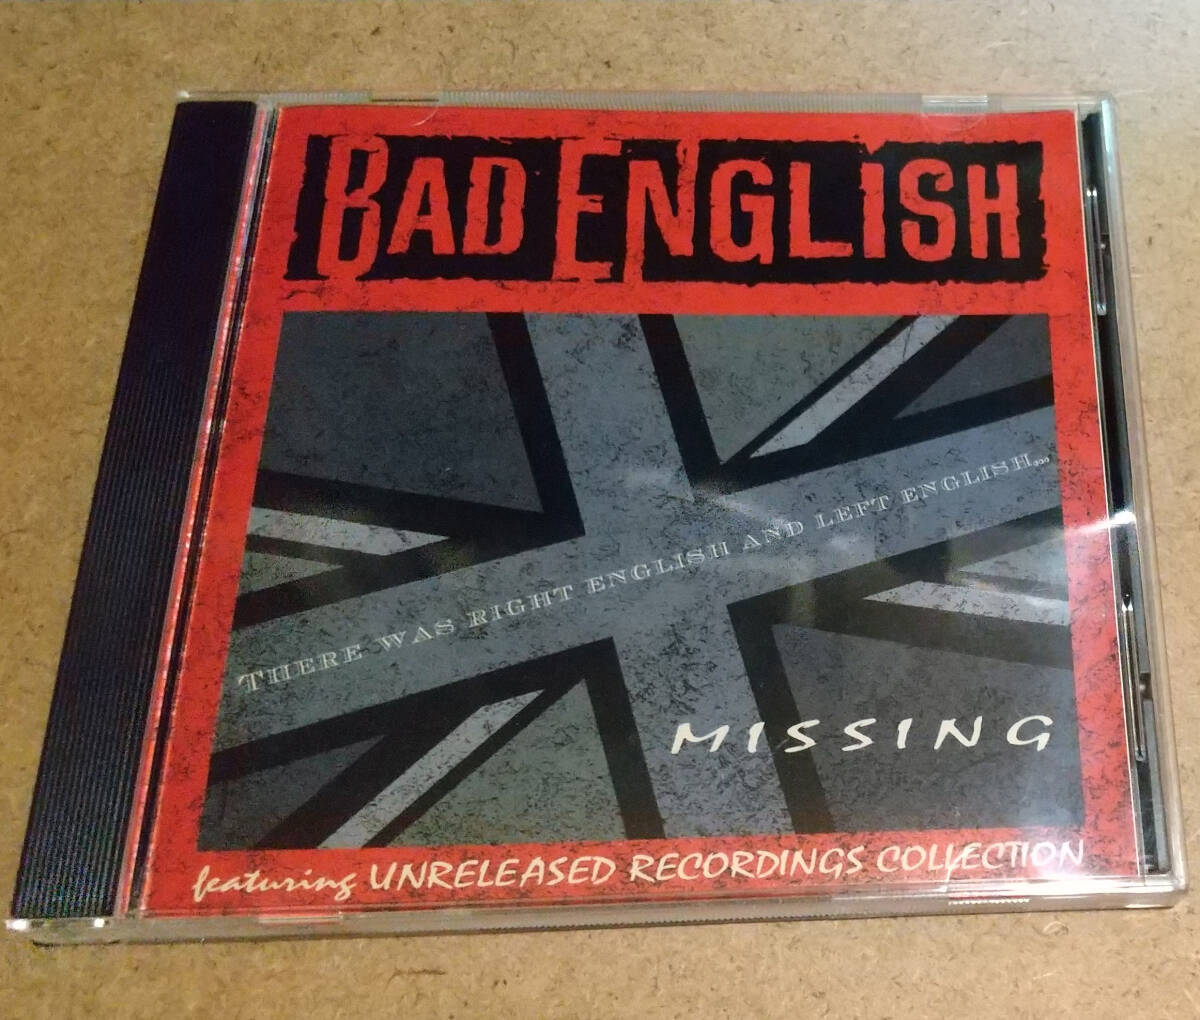 BAD ENGLISH
THERE WAS RIGHT ENGLISH AND LEFT ENGLISH...
MISSING
featuring UNRELEASED RECORDINGS COLLECTION